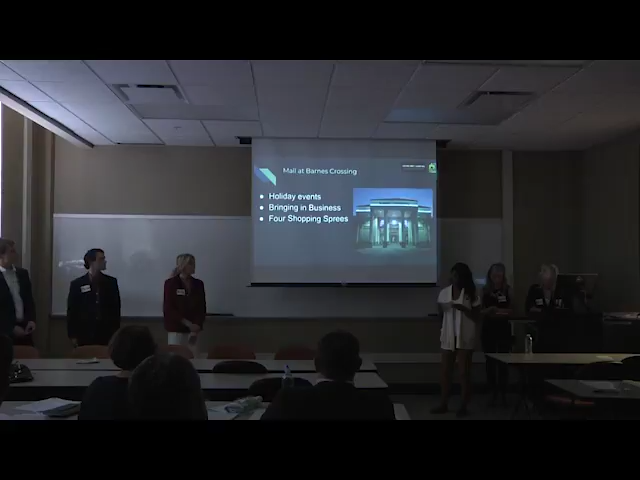 Mall at Barnes Crossing
● Holiday events
● Bringing in Business
● Four Shopping Sprees